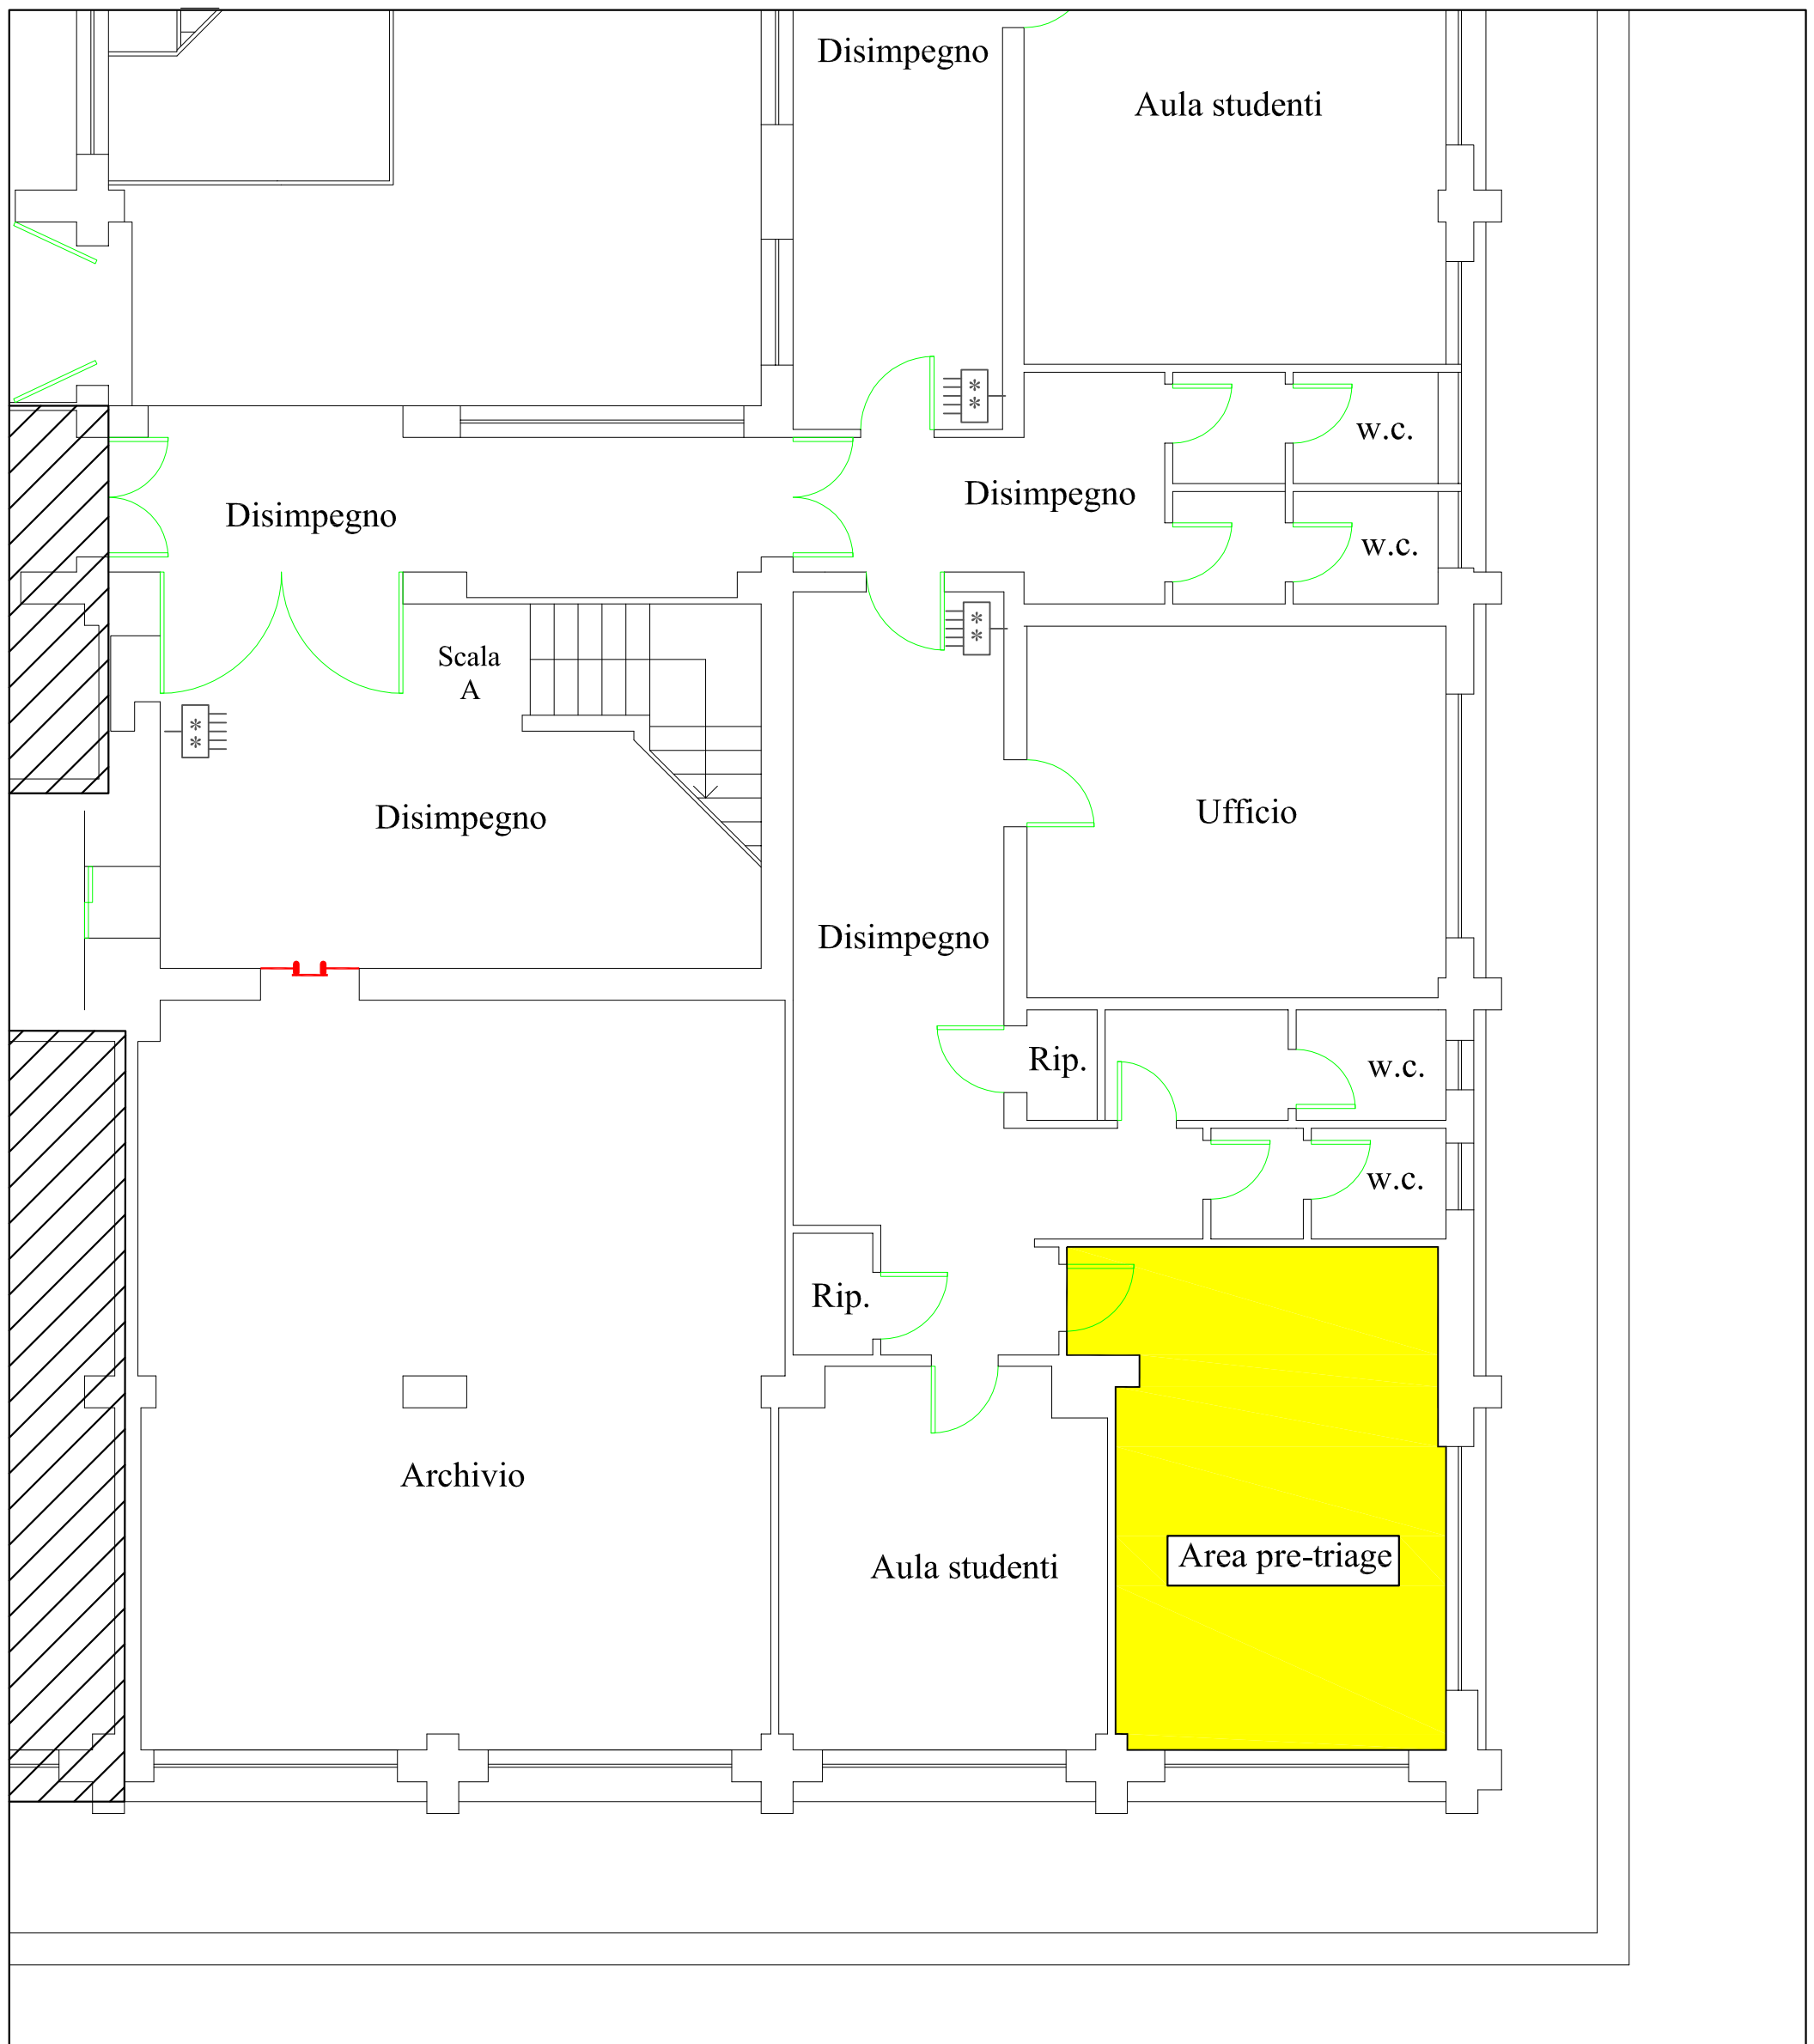 Disimpegno
Aula studenti
w.c.
Disimpegno
Disimpegno
w.c.
Scala
A
Disimpegno
Ufficio
Disimpegno
Rip.
w.c.
w.c.
Rip.
Archivio
Aula studenti
Area pre-triage